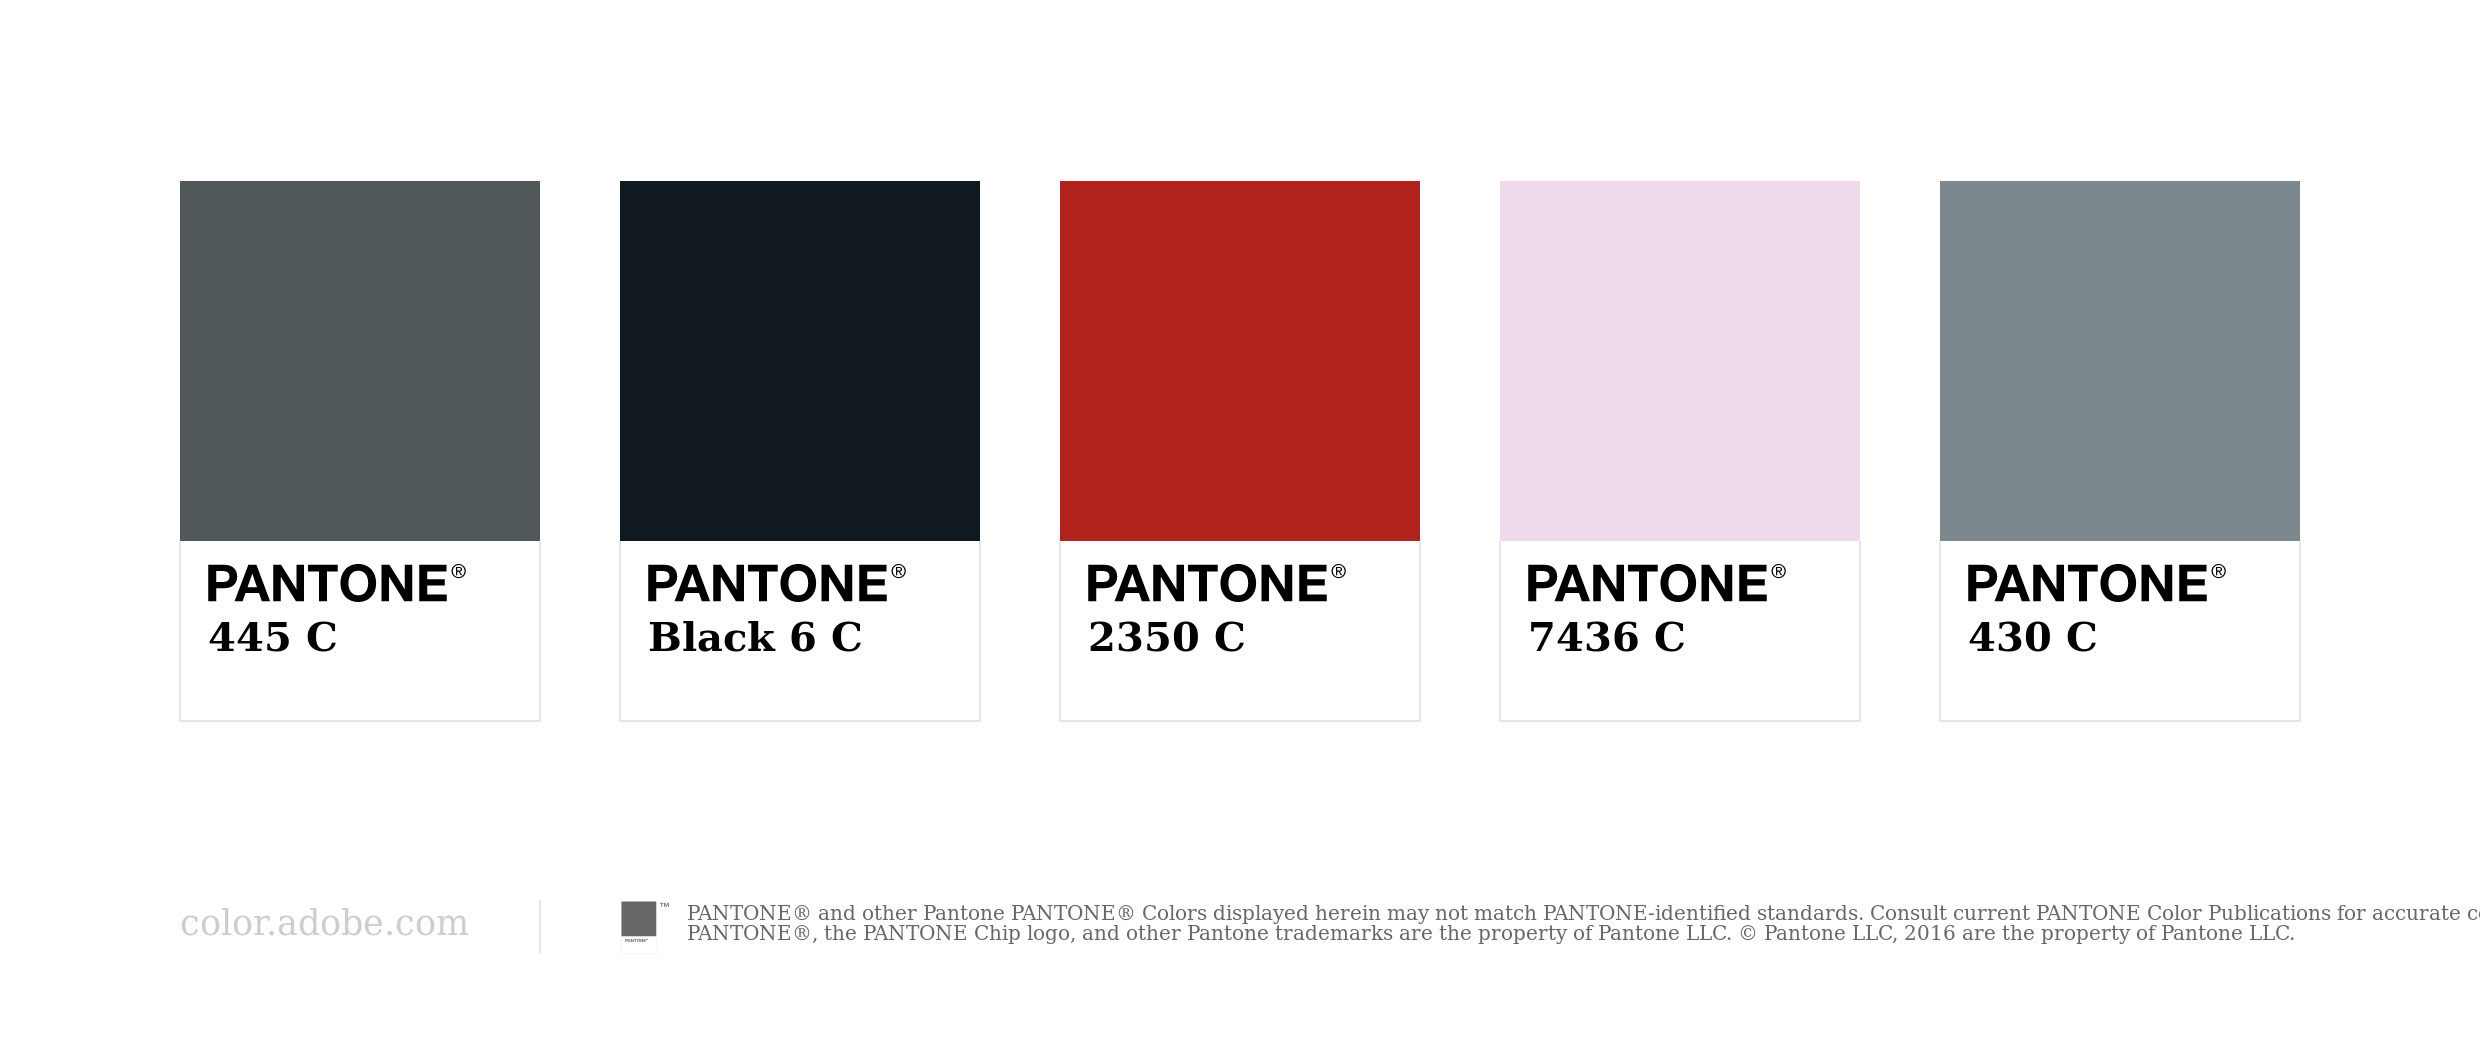 PANTONE®
445 C
PANTONE®
Black 6 C
PANTONE®
2350 C
PANTONE®
7436 C
PANTONE®
430 C
color.adobe.com
PANTONE™
PANTONE® and other Pantone PANTONE® Colors displayed herein may not match PANTONE-identified standards. Consult current PANTONE Color Publications for accurate
PANTONE®, the PANTONE Chip logo, and other Pantone trademarks are the property of Pantone LLC. © Pantone LLC, 2016 are the property of Pantone LLC.